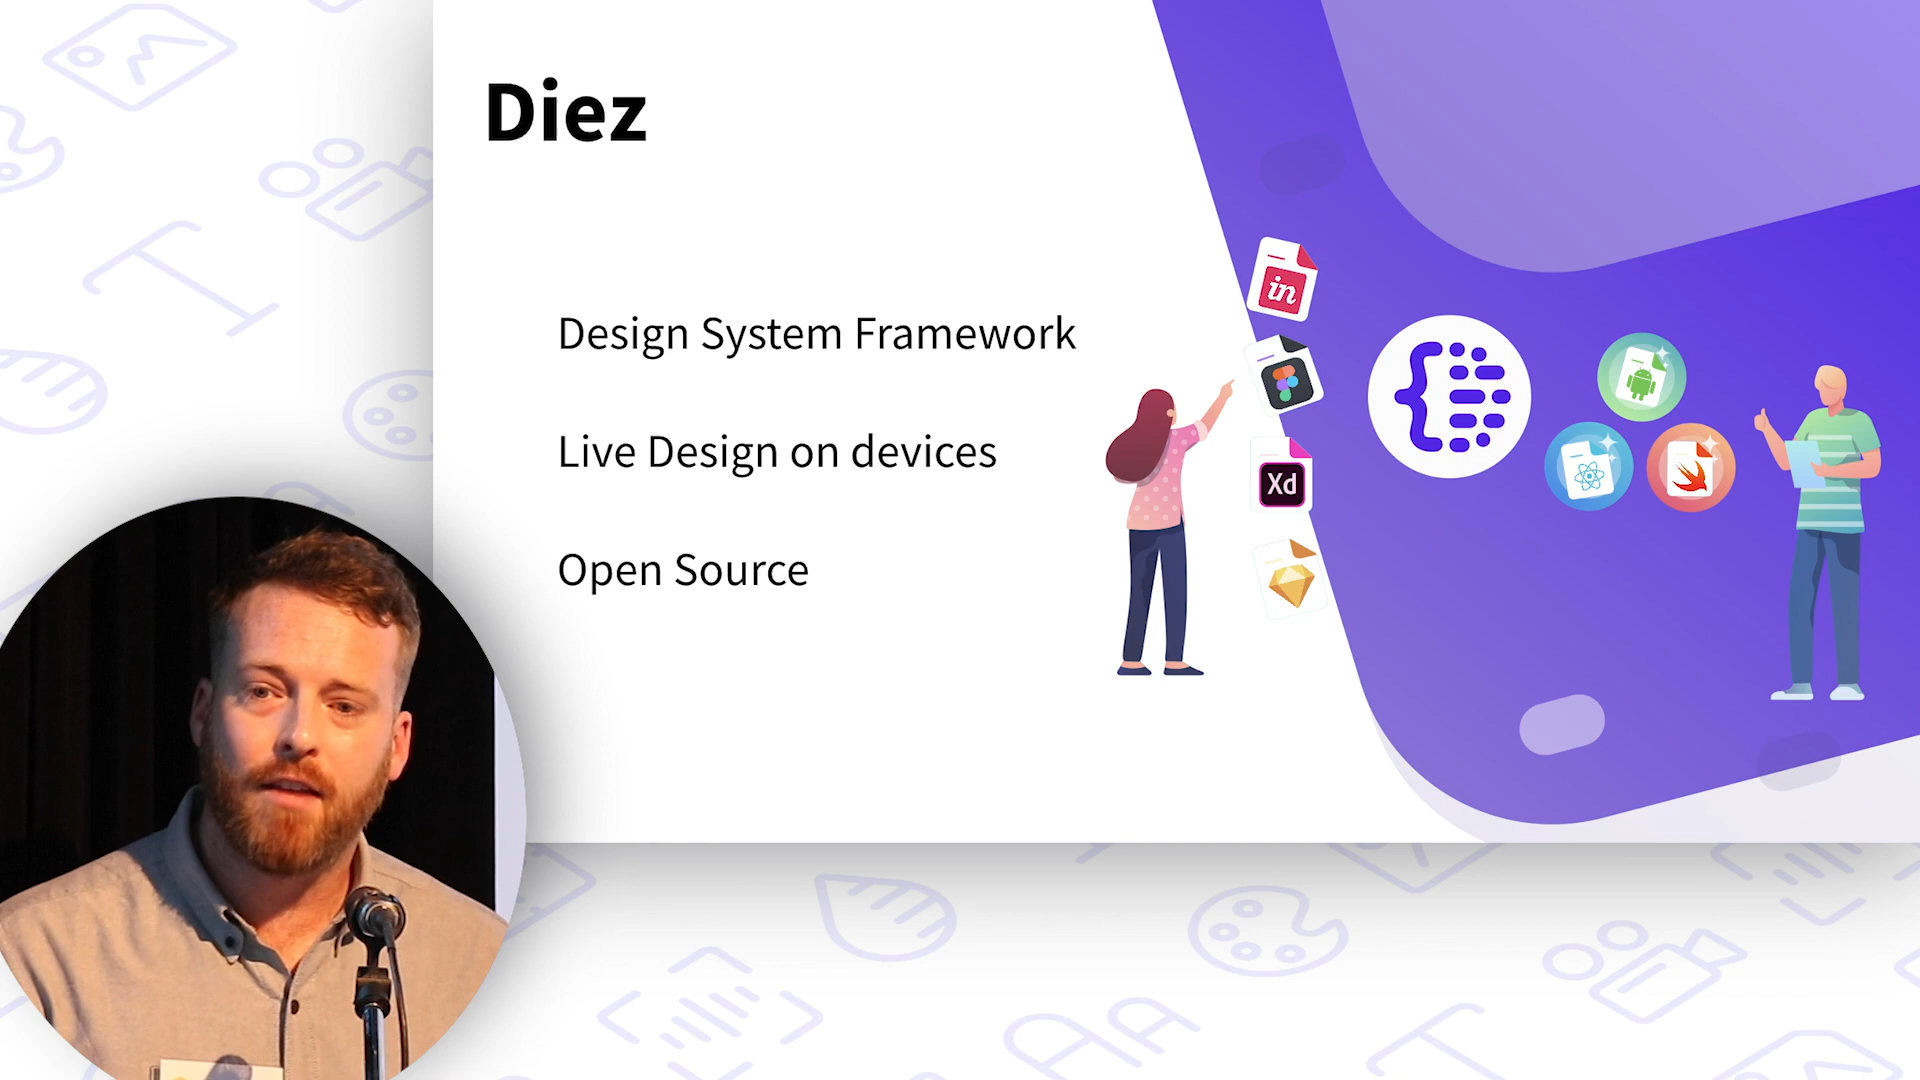 Diez
Design System Framework
Live Design on devices
Open Source
in
Xd